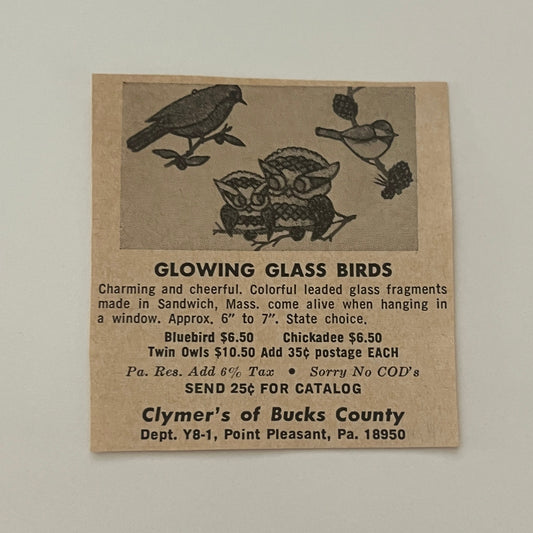 GLOWING GLASS BIRDS
Charming and cheerful. Colorful leaded glass fragments
made in Sandwich, Mass. come alive when hanging in
a window. Approx. 6" to 7". State choice.
Bluebird $6.50 Chickadee $6.50
Twin Owls $10.50 Add 35¢ postage EACH
Pa. Res. Add 6% Tax • Sorry No COD's
SEND 25¢ FOR CATALOG
Clymer's of Bucks County
Dept. Y8-1, Point Pleasant, Pa. 18950